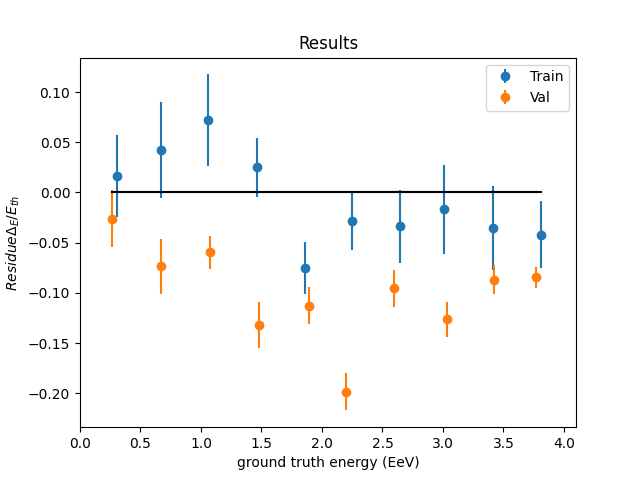 Results
Train
Val
0.10
0.05
0.00
−0.05
−0.10
−0.15
−0.20
Residue Δ_E/E_th
0.0 0.5 1.0 1.5 2.0 2.5 3.0 3.5 4.0
ground truth energy (EeV)